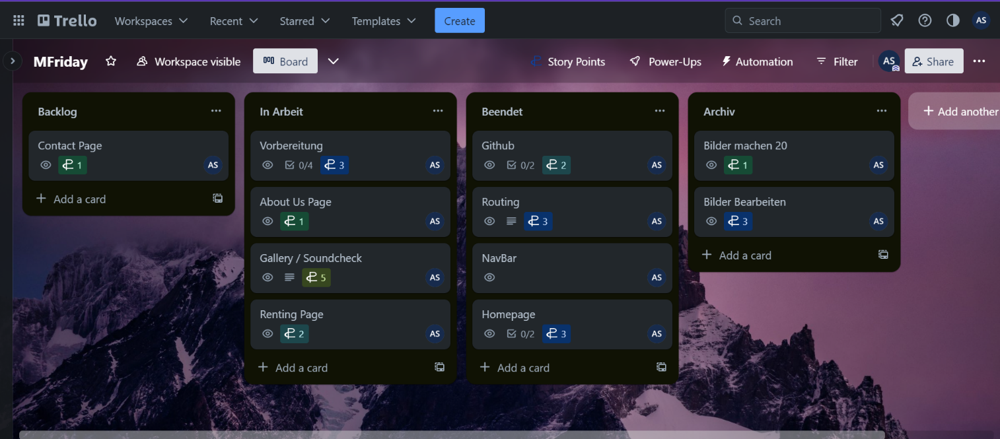 Trello Workspaces Recent Starred Templates Create Search AS
MFriday Workspace visible Board Story Points Power-Ups Automation Filter AS Share
Backlog
Contact Page
1 AS
Add a card
In Arbeit
Vorbereitung
0/4 3 AS
About Us Page
1 AS
Gallery / Soundcheck
5 AS
Renting Page
2 AS
Add a card
Beendet
Github
0/2 2 AS
Routing
3 AS
NavBar
AS
Homepage
0/2 3 AS
Add a card
Archiv
Bilder machen 20
1 AS
Bilder Bearbeiten
3 AS
Add a card
Add another